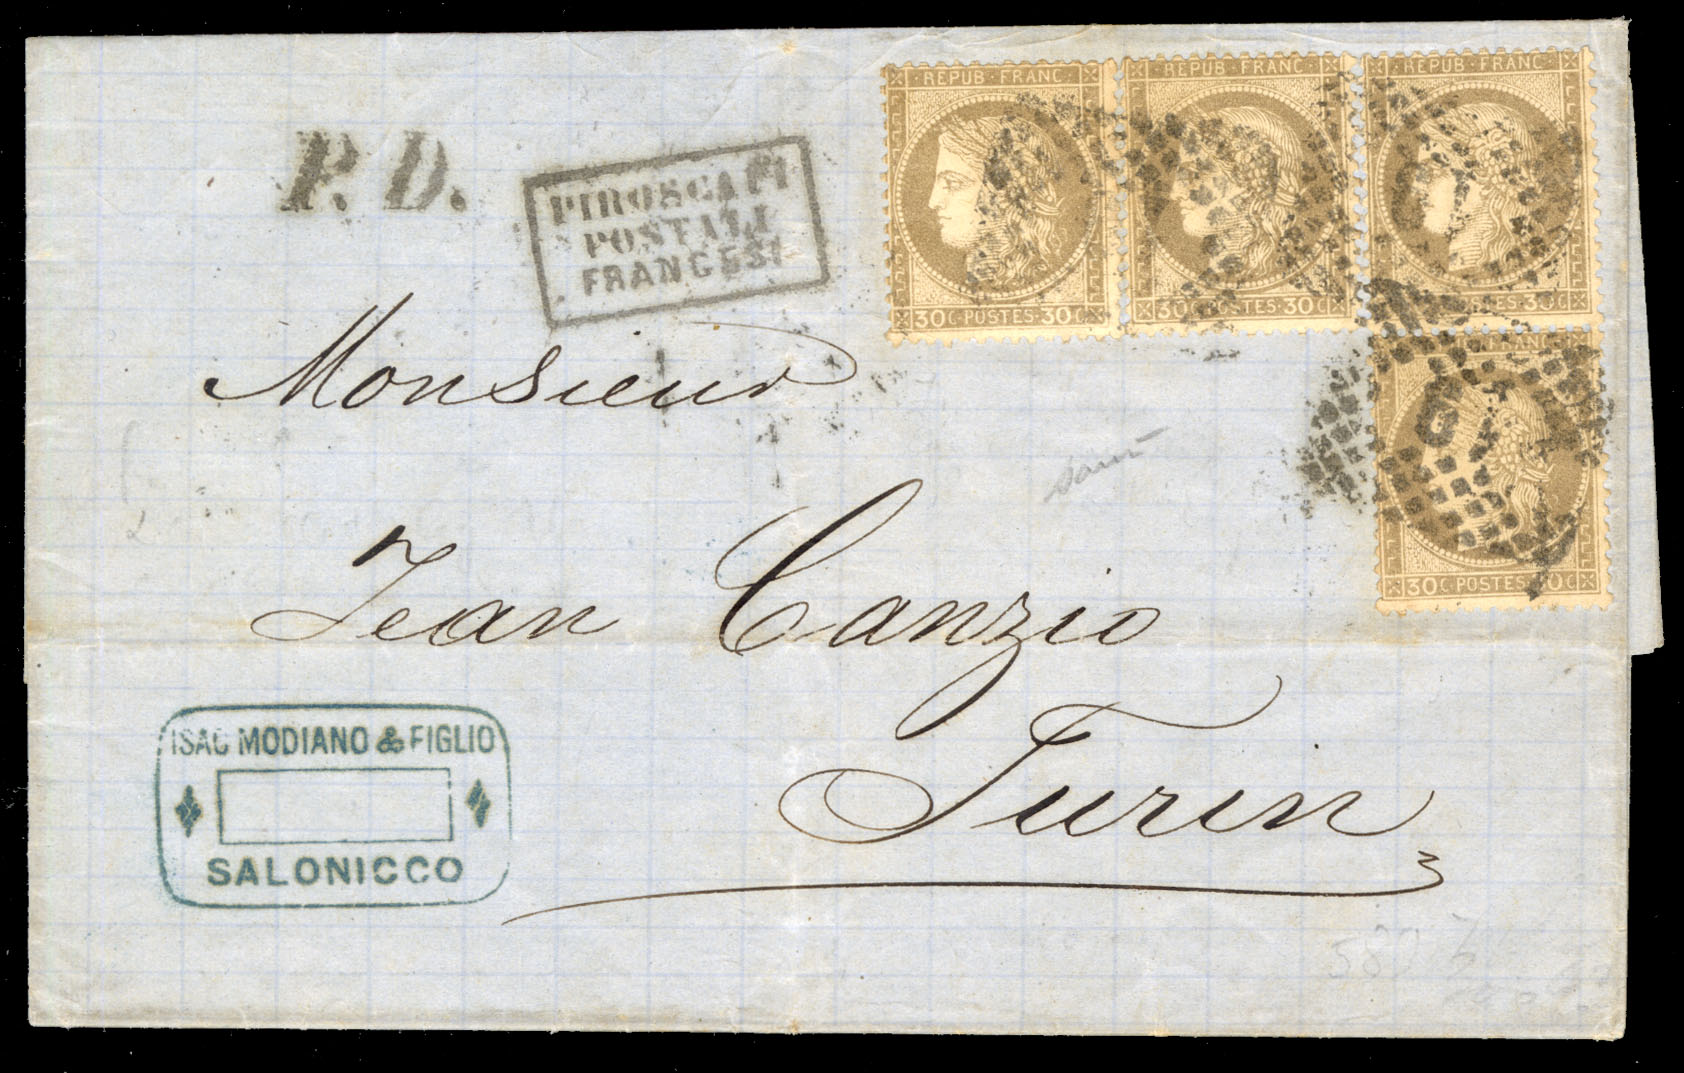 REPUB · FRANC
REPUB · FRANC
REPUB · FRANC
30 C · POSTES · 30 C
30 C · POSTES · 30 C
POSTES · 30 C
FRANC
30 C · POSTES · 30 C
P. D.
PIROSCAFI
POSTALI
FRANCESI
Monsieur
Jean Canzio
Turin
ISAC MODIANO & FIGLIO
SALONICCO